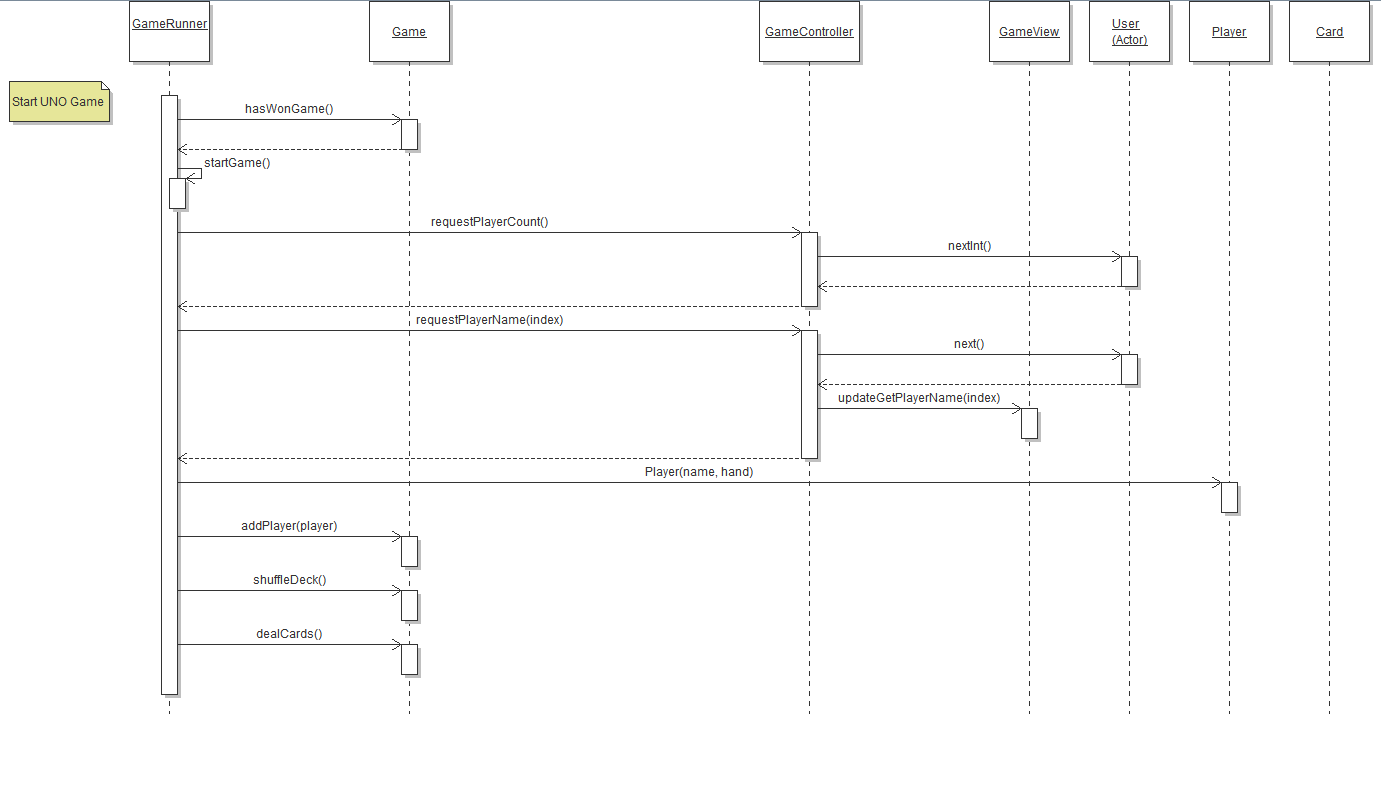 GameRunner
Game
GameController
GameView
User
(Actor)
Player
Card
Start UNO Game
hasWonGame()
startGame()
requestPlayerCount()
nextInt()
requestPlayerName(index)
next()
updateGetPlayerName(index)
Player(name, hand)
addPlayer(player)
shuffleDeck()
dealCards()